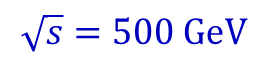 √s = 500 GeV